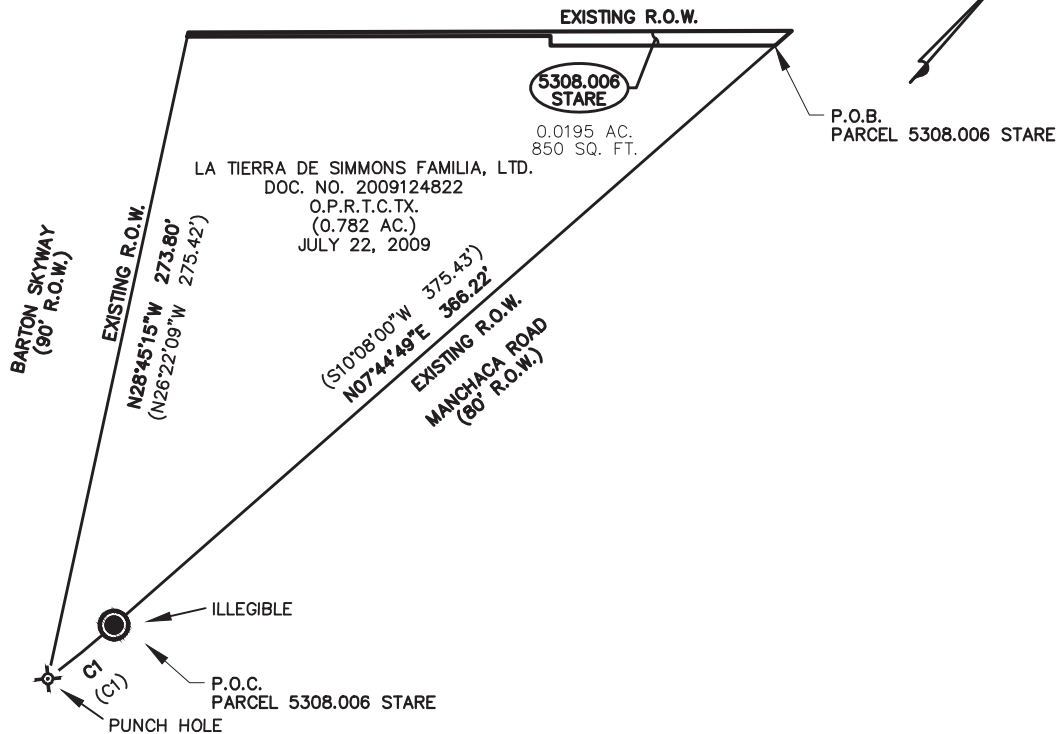 EXISTING R.O.W.
5308.006
STARE
0.0195 AC.
850 SQ. FT.
P.O.B.
PARCEL 5308.006 STARE
LA TIERRA DE SIMMONS FAMILIA, LTD.
DOC. NO. 2009124822
O.P.R.T.C.TX.
(0.782 AC.)
JULY 22, 2009
BARTON SKYWAY
(90' R.O.W.)
EXISTING R.O.W.
N28°45'15"W 273.80'
(N26°22'09"W 275.42')
(S10°08'00"W 375.43')
N07°44'49"E 366.22'
EXISTING R.O.W.
MANCHACA ROAD
(80' R.O.W.)
ILLEGIBLE
C1
(C1)
P.O.C.
PARCEL 5308.006 STARE
PUNCH HOLE